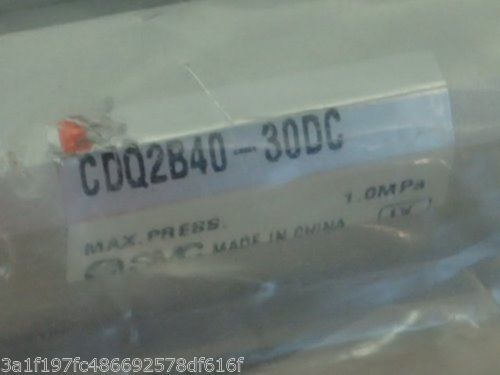 CDQ2B40-30DC
MAX.PRESS. 1.0MPa
SMC MADE IN CHINA
3a1f197fc486692578df616f